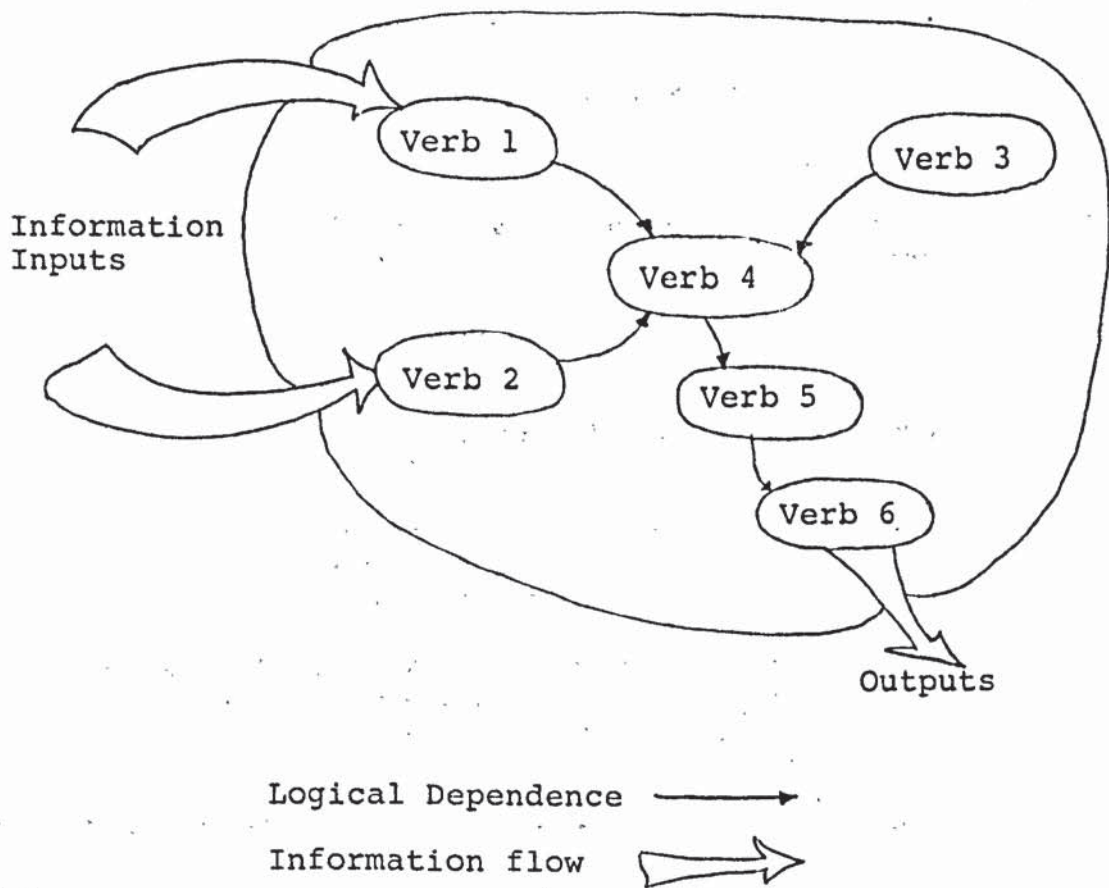 Verb 1
Verb 3
Information
Inputs
Verb 4
Verb 2
Verb 5
Verb 6
Outputs
Logical Dependence
Information flow